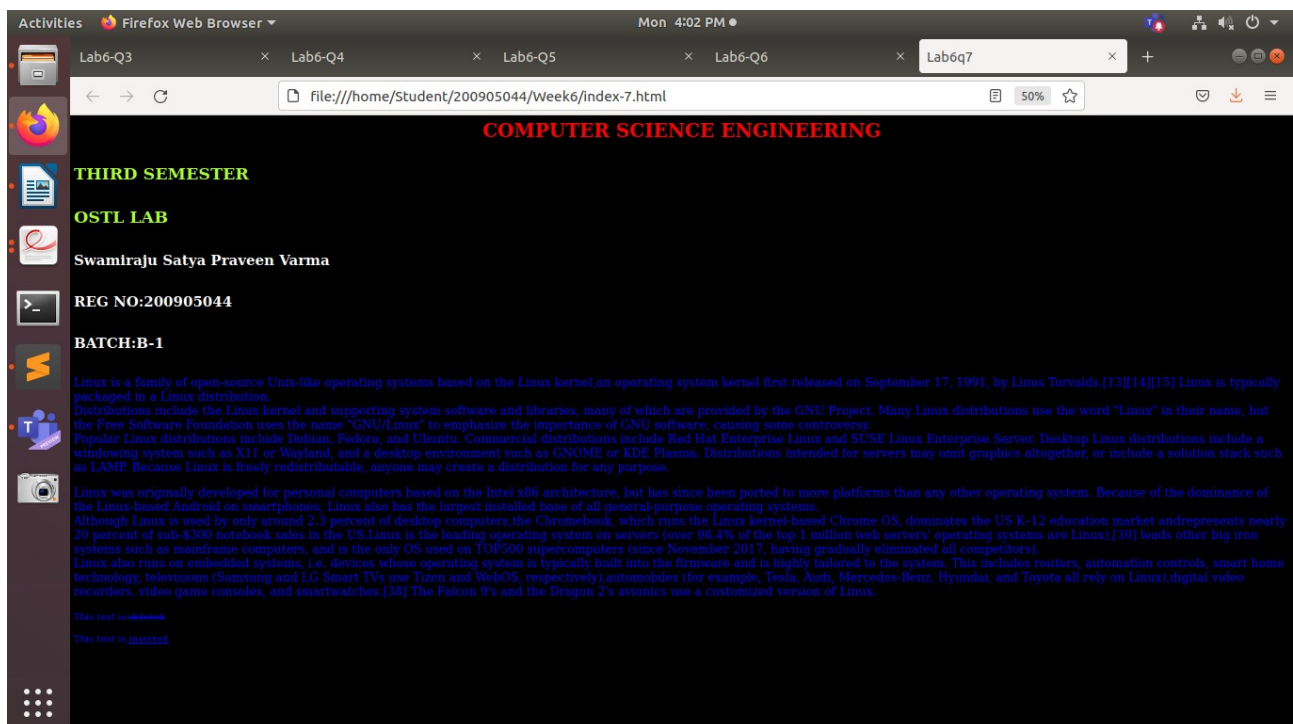 Activities Firefox Web Browser Mon 4:02 PM
Lab6-Q3 Lab6-Q4 Lab6-Q5 Lab6-Q6 Lab6q7
file:///home/Student/200905044/Week6/index-7.html 50%
COMPUTER SCIENCE ENGINEERING
THIRD SEMESTER
OSTL LAB
Swamiraju Satya Praveen Varma
REG NO:200905044
BATCH:B-1
Linux is a family of open-source Unix-like operating systems based on the Linux kernel,an operating system kernel first released on September 17, 1991, by Linus Torvalds.[13][14][15] Linux is typically
packaged in a Linux distribution.
Distributions include the Linux kernel and supporting system software and libraries, many of which are provided by the GNU Project. Many Linux distributions use the word "Linux" in their name, but
the Free Software Foundation uses the name "GNU/Linux" to emphasize the importance of GNU software, causing some controversy.
Popular Linux distributions include Debian, Fedora, and Ubuntu. Commercial distributions include Red Hat Enterprise Linux and SUSE Linux Enterprise Server. Desktop Linux distributions include a
windowing system such as X11 or Wayland, and a desktop environment such as GNOME or KDE Plasma. Distributions intended for servers may omit graphics altogether, or include a solution stack such
as LAMP. Because Linux is freely redistributable, anyone may create a distribution for any purpose.
Linux was originally developed for personal computers based on the Intel x86 architecture, but has since been ported to more platforms than any other operating system. Because of the dominance of
the Linux-based Android on smartphones, Linux also has the largest installed base of all general-purpose operating systems.
Although Linux is used by only around 2.3 percent of desktop computers,the Chromebook, which runs the Linux kernel-based Chrome OS, dominates the US K-12 education market andrepresents nearly
20 percent of sub-$300 notebook sales in the US.Linux is the leading operating system on servers (over 96.4% of the top 1 million web servers' operating systems are Linux),[30] leads other big iron
systems such as mainframe computers, and is the only OS used on TOP500 supercomputers (since November 2017, having gradually eliminated all competitors).
Linux also runs on embedded systems, i.e. devices whose operating system is typically built into the firmware and is highly tailored to the system. This includes routers, automation controls, smart home
technology, televisions (Samsung and LG Smart TVs use Tizen and WebOS, respectively),automobiles (for example, Tesla, Audi, Mercedes-Benz, Hyundai, and Toyota all rely on Linux),digital video
recorders, video game consoles, and smartwatches.[38] The Falcon 9's and the Dragon 2's avionics use a customized version of Linux.
This text is deleted
This text is inserted